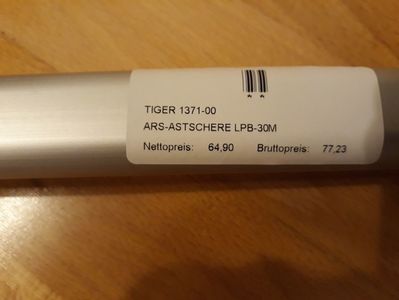 TIGER 1371-00
ARS-ASTSCHERE LPB-30M
Nettopreis: 64,90 Bruttopreis: 77,23